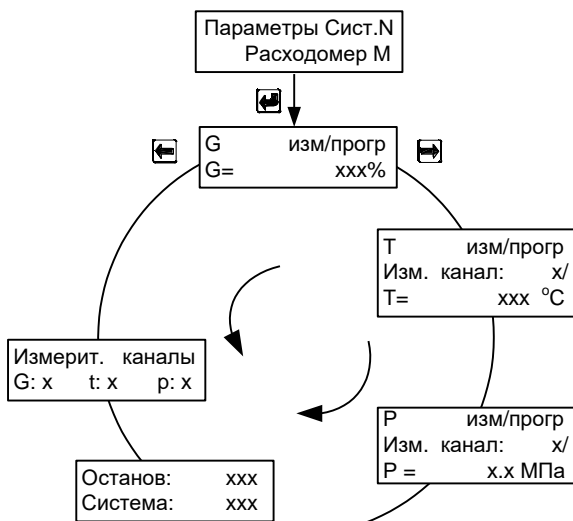 Параметры Сист.N
Расходомер M
G изм/прогр
G= xxx%
T изм/прогр
Изм. канал: x/
T= xxx °C
Измерит. каналы
G: x t: x p: x
P изм/прогр
Изм. канал: x/
P = x.x МПа
Останов: xxx
Система: xxx